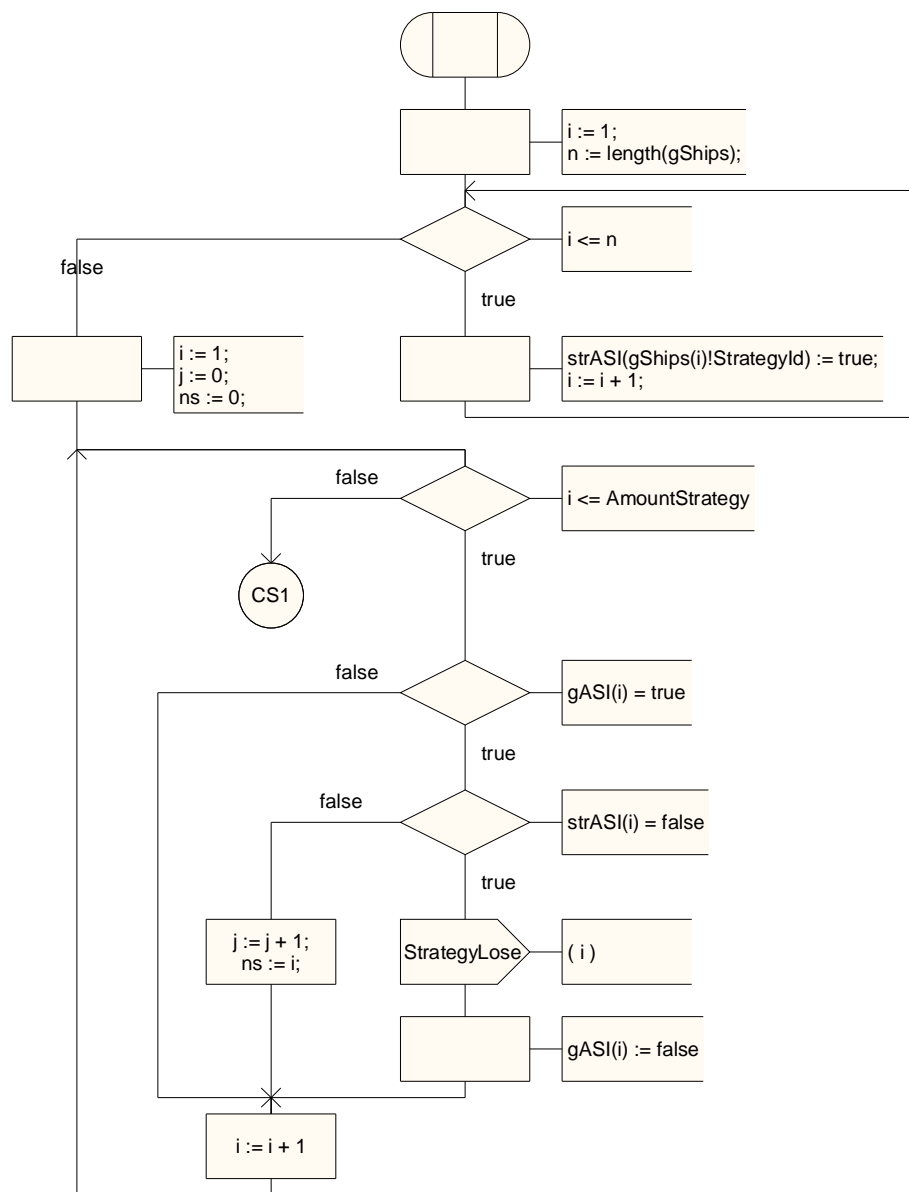 i := 1;
n := length(gShips);
i <= n
false
true
i := 1;
j := 0;
ns := 0;
strASI(gShips(i)!StrategyId) := true;
i := i + 1;
false
i <= AmountStrategy
true
CS1
false
gASI(i) = true
true
false
strASI(i) = false
true
j := j + 1;
ns := i;
StrategyLose
( i )
gASI(i) := false
i := i + 1